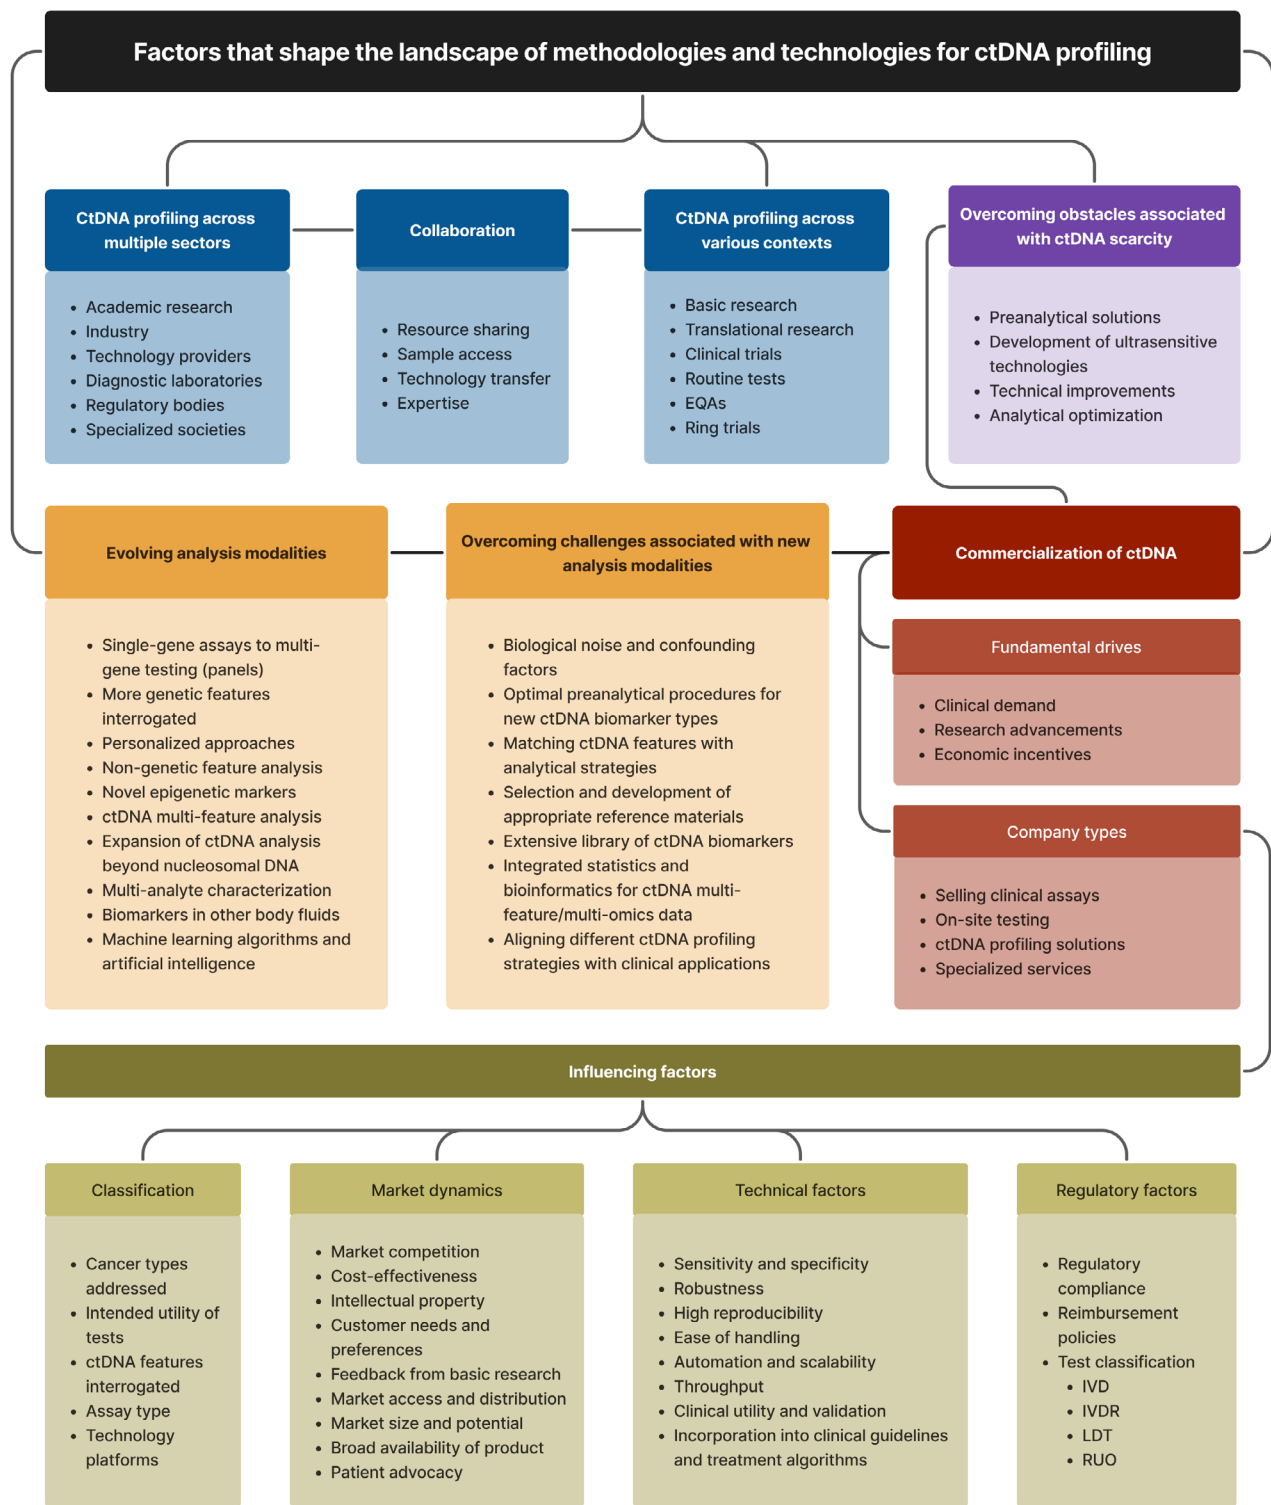 Factors that shape the landscape of methodologies and technologies for ctDNA profiling
CtDNA profiling across
multiple sectors
• Academic research
• Industry
• Technology providers
• Diagnostic laboratories
• Regulatory bodies
• Specialized societies
Collaboration
• Resource sharing
• Sample access
• Technology transfer
• Expertise
CtDNA profiling across
various contexts
• Basic research
• Translational research
• Clinical trials
• Routine tests
• EQAs
• Ring trials
Overcoming obstacles associated
with ctDNA scarcity
• Preanalytical solutions
• Development of ultrasensitive
technologies
• Technical improvements
• Analytical optimization
Evolving analysis modalities
• Single-gene assays to multi-
gene testing (panels)
• More genetic features
interrogated
• Personalized approaches
• Non-genetic feature analysis
• Novel epigenetic markers
• ctDNA multi-feature analysis
• Expansion of ctDNA analysis
beyond nucleosomal DNA
• Multi-analyte characterization
• Biomarkers in other body fluids
• Machine learning algorithms and
artificial intelligence
Overcoming challenges associated with new
analysis modalities
• Biological noise and confounding
factors
• Optimal preanalytical procedures for
new ctDNA biomarker types
• Matching ctDNA features with
analytical strategies
• Selection and development of
appropriate reference materials
• Extensive library of ctDNA biomarkers
• Integrated statistics and
bioinformatics for ctDNA multi-
feature/multi-omics data
• Aligning different ctDNA profiling
strategies with clinical applications
Commercialization of ctDNA
Fundamental drives
• Clinical demand
• Research advancements
• Economic incentives
Company types
• Selling clinical assays
• On-site testing
• ctDNA profiling solutions
• Specialized services
Influencing factors
Classification
• Cancer types
addressed
• Intended utility of
tests
• ctDNA features
interrogated
• Assay type
• Technology
platforms
Market dynamics
• Market competition
• Cost-effectiveness
• Intellectual property
• Customer needs and
preferences
• Feedback from basic research
• Market access and distribution
• Market size and potential
• Broad availability of product
• Patient advocacy
Technical factors
• Sensitivity and specificity
• Robustness
• High reproducibility
• Ease of handling
• Automation and scalability
• Throughput
• Clinical utility and validation
• Incorporation into clinical guidelines
and treatment algorithms
Regulatory factors
• Regulatory
compliance
• Reimbursement
policies
• Test classification
• IVD
• IVDR
• LDT
• RUO